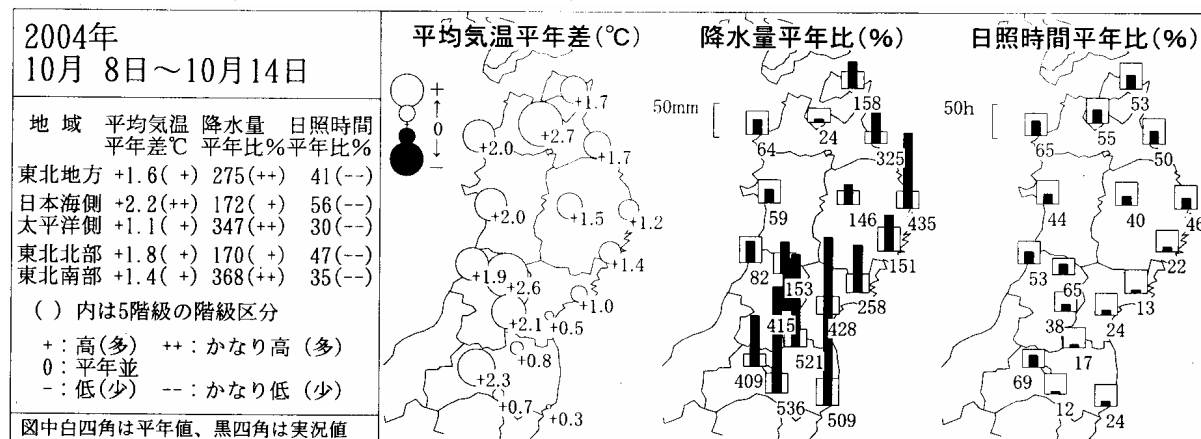 2004年
10月 8日～10月14日
地 域 平均気温 降水量 日照時間
平年差℃ 平年比% 平年比%
東北地方 +1.6( +) 275(++) 41(--)
日本海側 +2.2(++) 172( +) 56(--)
太平洋側 +1.1( +) 347(++) 30(--)
東北北部 +1.8( +) 170( +) 47(--)
東北南部 +1.4( +) 368(++) 35(--)
( ) 内は5階級の階級区分
+：高(多) ++：かなり高 (多)
0：平年並
-：低(少) --：かなり低 (少)
図中白四角は平年値、黒四角は実況値
平均気温平年差(℃)
+
↑
0
↓
-
+1.7
+2.7
+2.0
+1.7
+2.0
+1.5
+1.2
+1.4
+1.9
+2.6
+1.0
+2.1
+0.5
+0.8
+2.3
+0.7
+0.3
降水量平年比(%)
50mm
158
24
64
325
59
146
435
151
82
153
258
415
428
521
409
536
509
日照時間平年比(%)
50h
53
55
65
50
44
40
46
22
53
65
13
38
24
17
69
12
24